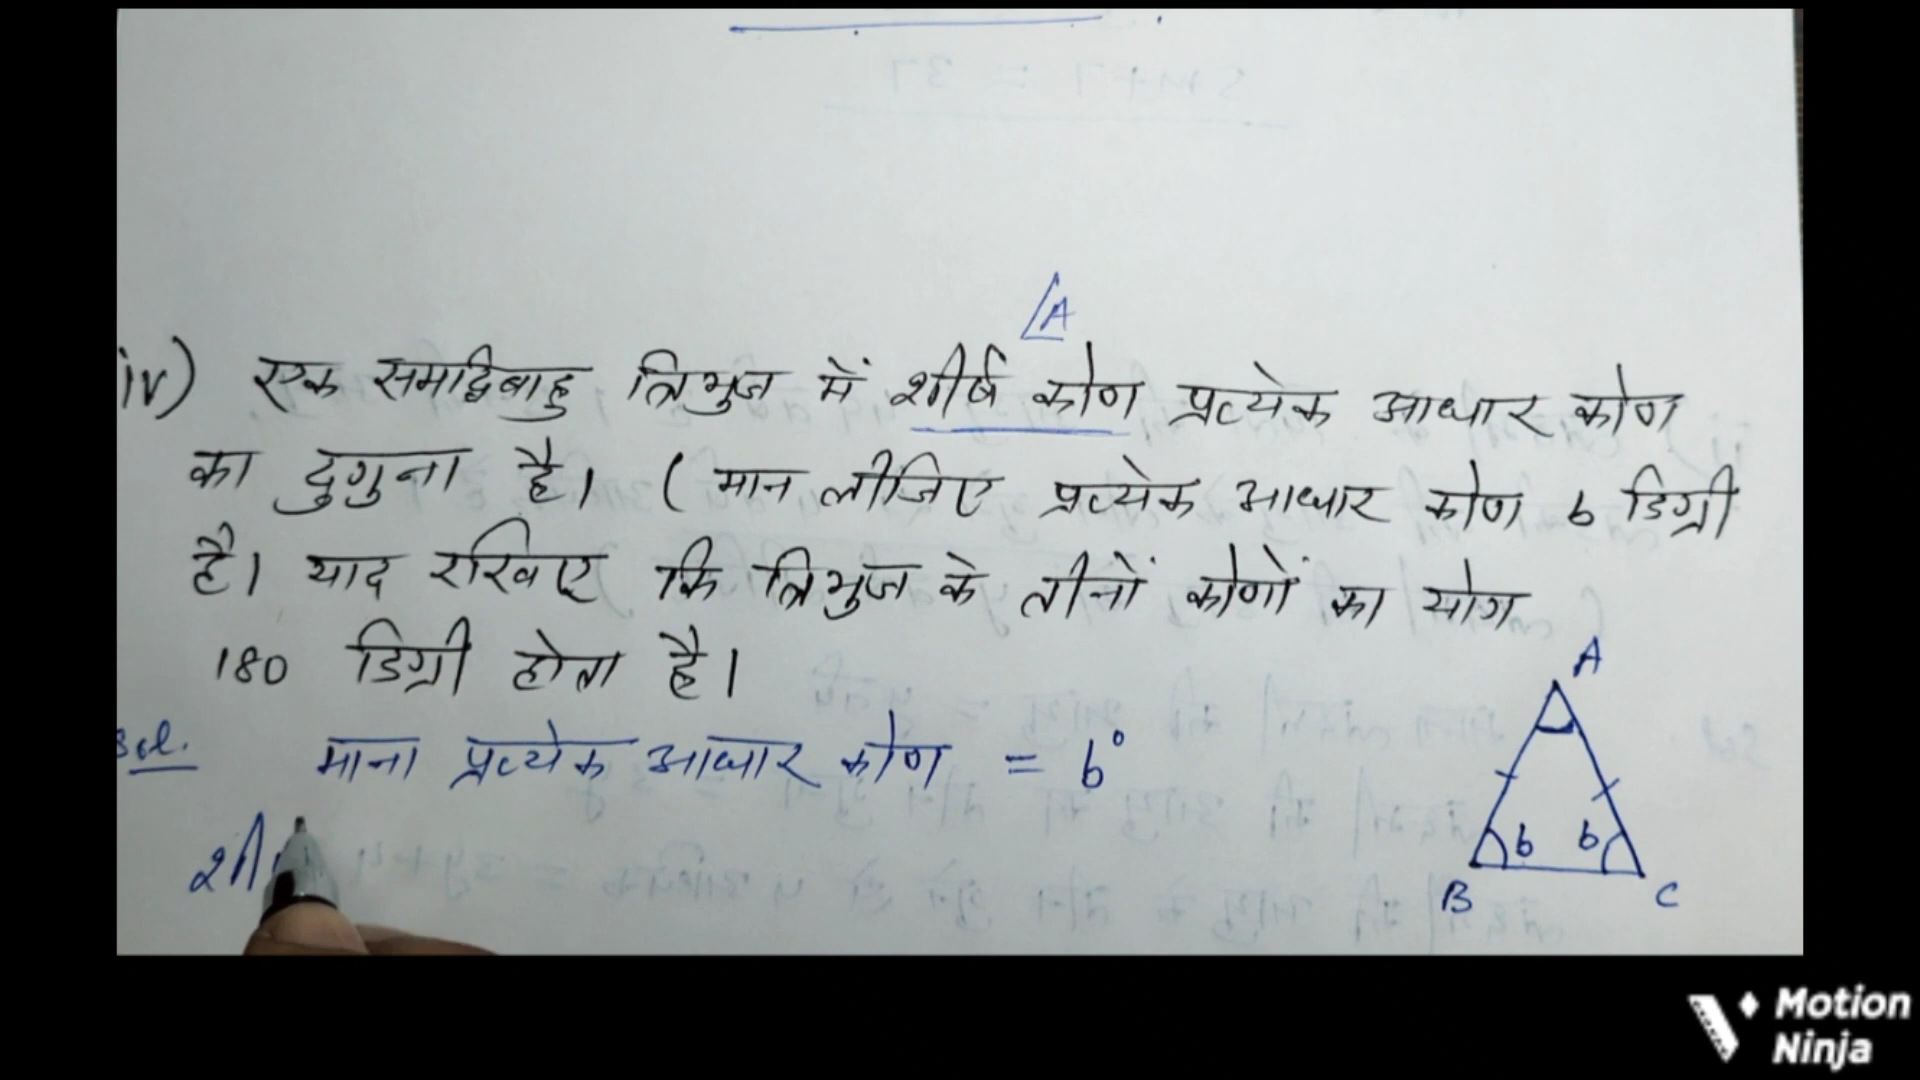 ∠A
iv) एक समद्विबाहु त्रिभुज में शीर्ष कोण प्रत्येक आधार कोण
का दुगुना है। (मान लीजिए प्रत्येक आधार कोण b डिग्री
है। याद रखिए कि त्रिभुज के तीनों कोणों का योग
180 डिग्री होता है।
A
Sol. माना प्रत्येक आधार कोण = b°
b b
शी
B C
Motion
Ninja